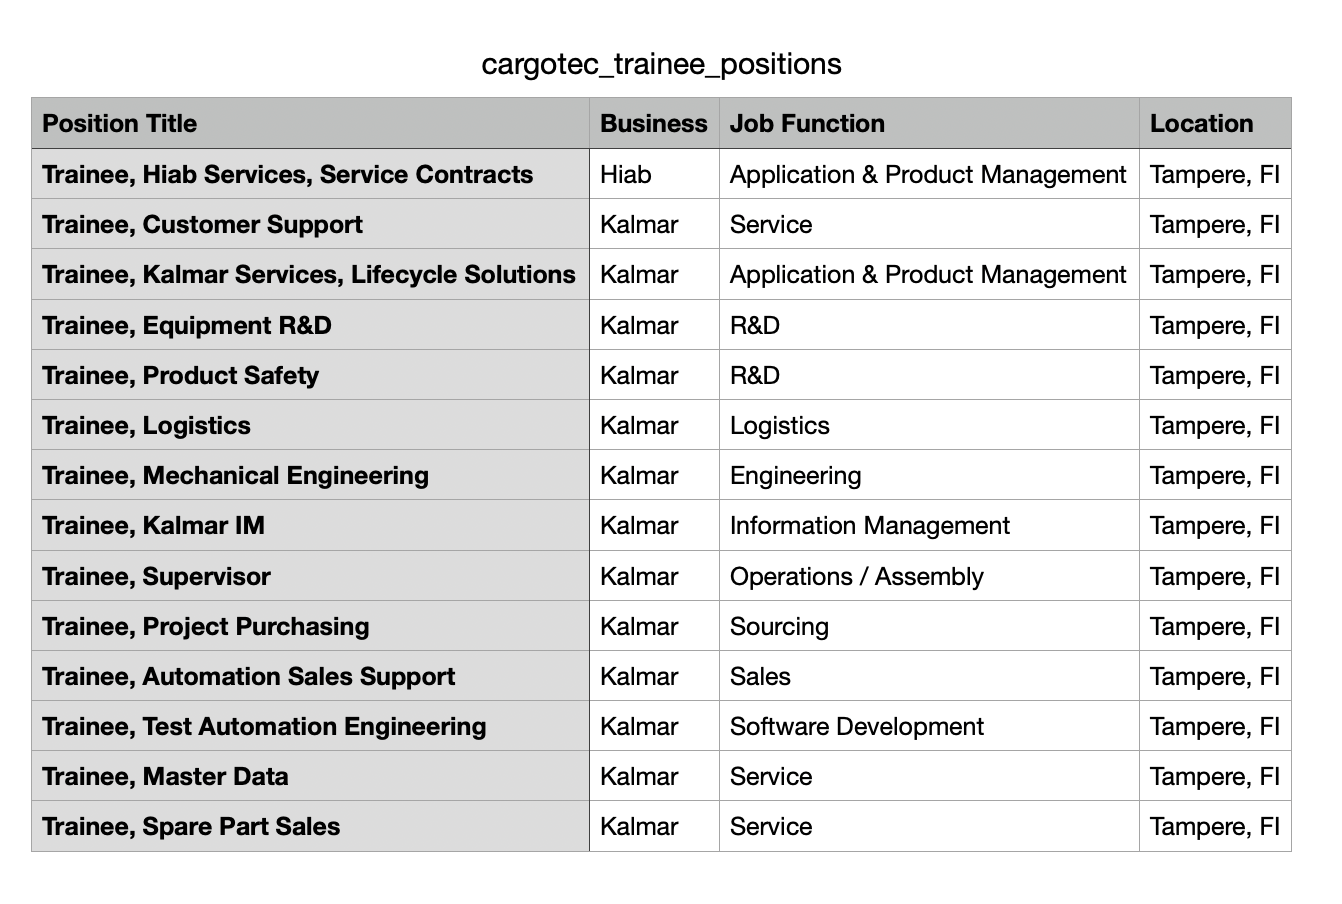 cargotec_trainee_positions
Position Title Business Job Function Location
Trainee, Hiab Services, Service Contracts Hiab Application & Product Management Tampere, FI
Trainee, Customer Support Kalmar Service Tampere, FI
Trainee, Kalmar Services, Lifecycle Solutions Kalmar Application & Product Management Tampere, FI
Trainee, Equipment R&D Kalmar R&D Tampere, FI
Trainee, Product Safety Kalmar R&D Tampere, FI
Trainee, Logistics Kalmar Logistics Tampere, FI
Trainee, Mechanical Engineering Kalmar Engineering Tampere, FI
Trainee, Kalmar IM Kalmar Information Management Tampere, FI
Trainee, Supervisor Kalmar Operations / Assembly Tampere, FI
Trainee, Project Purchasing Kalmar Sourcing Tampere, FI
Trainee, Automation Sales Support Kalmar Sales Tampere, FI
Trainee, Test Automation Engineering Kalmar Software Development Tampere, FI
Trainee, Master Data Kalmar Service Tampere, FI
Trainee, Spare Part Sales Kalmar Service Tampere, FI